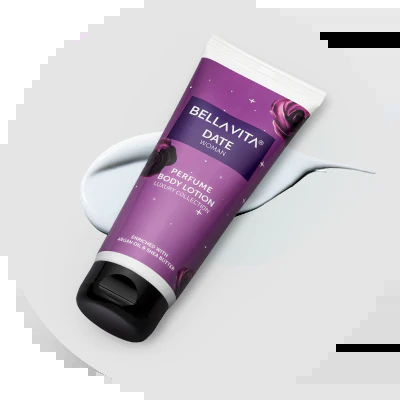 BELLAVITA®
DATE
WOMAN
PERFUME
BODY LOTION
LUXURY COLLECTION
ENRICHED WITH
ARGAN OIL & SHEA BUTTER